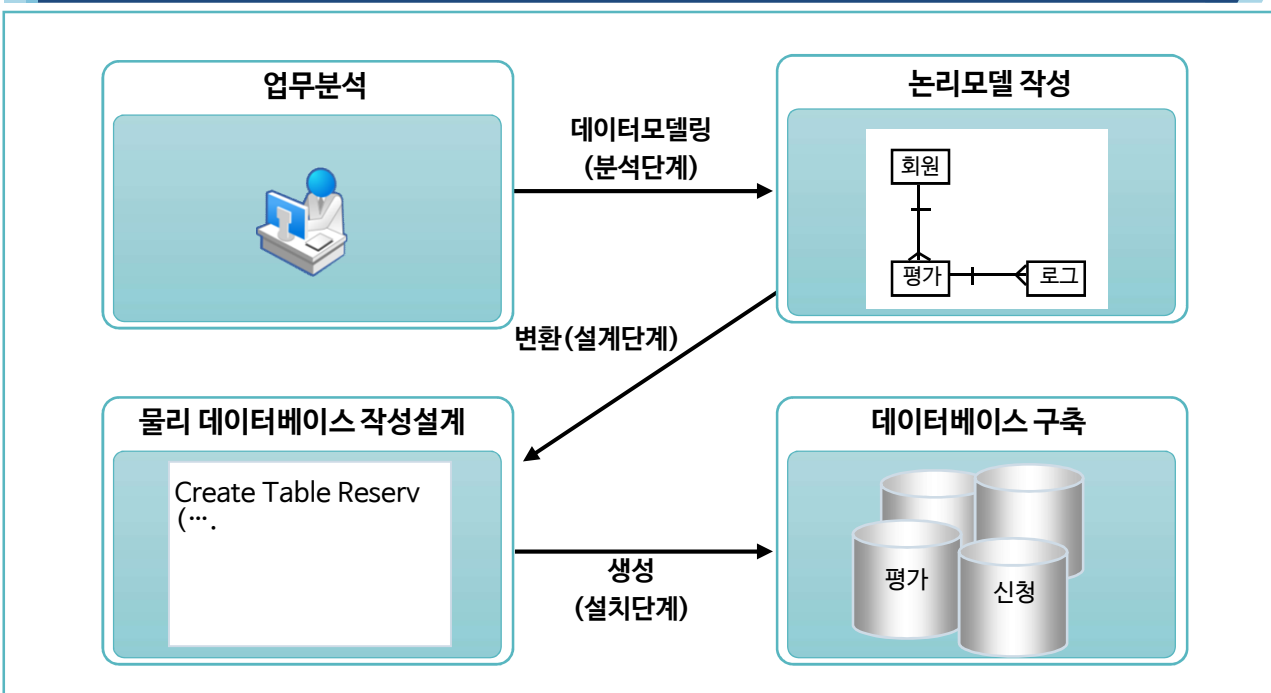 업무분석
데이터모델링
(분석단계)
논리모델 작성
회원
평가
로그
변환(설계단계)
물리 데이터베이스 작성설계
Create Table Reserv
(….
생성
(설치단계)
데이터베이스 구축
평가
신청